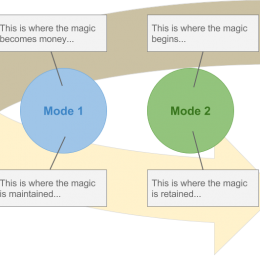 This is where the magic
becomes money...
This is where the magic
begins...
Mode 1
Mode 2
This is where the magic
is maintained...
This is where the magic
is retained...